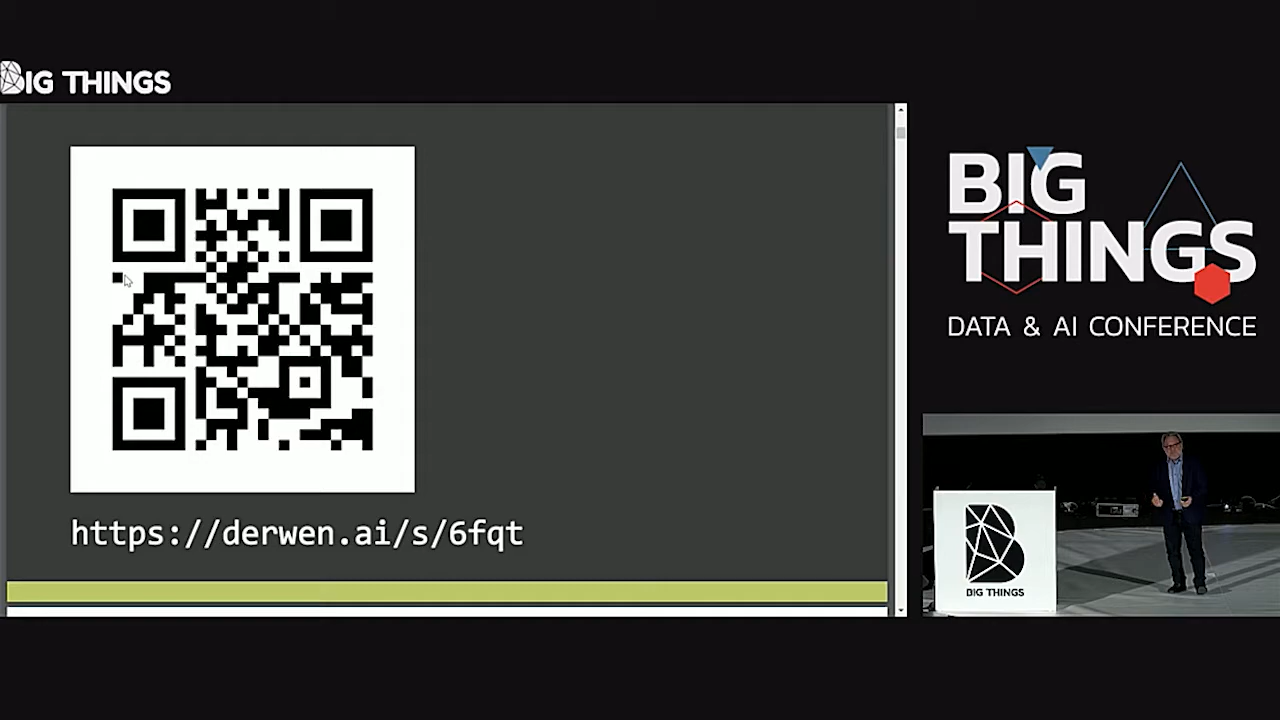 BIG THINGS
https://derwen.ai/s/6fqt
BIG
THINGS
DATA & AI CONFERENCE
B
BIG THINGS